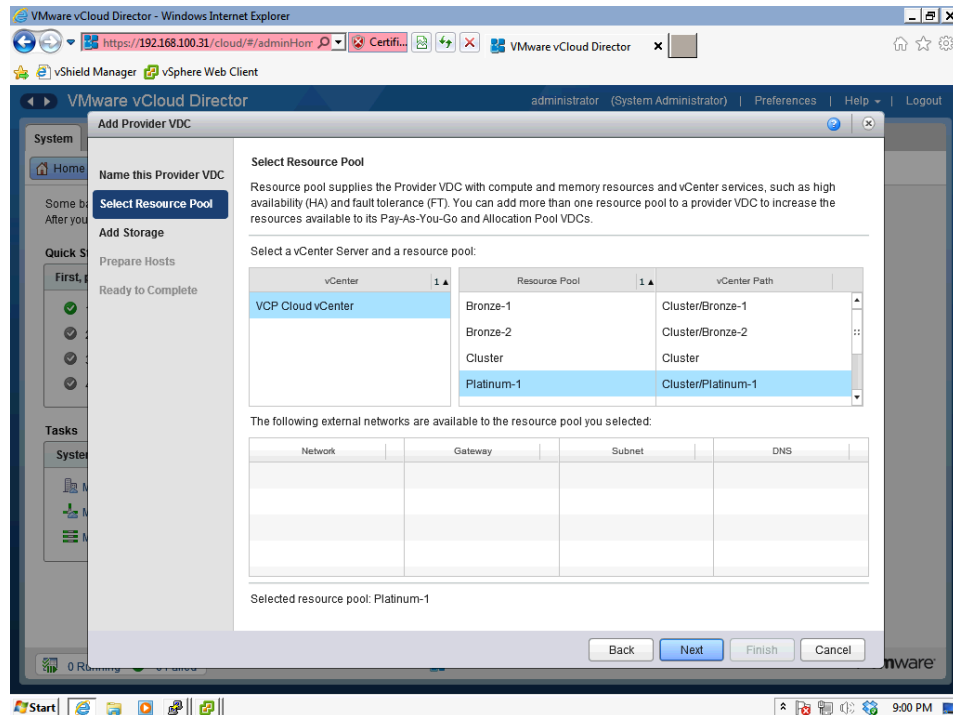 VMware vCloud Director - Windows Internet Explorer
https://192.168.100.31/cloud/#/adminHom
Certifi...
VMware vCloud Director
vShield Manager
vSphere Web Client
VMware vCloud Director
administrator (System Administrator) | Preferences | Help | Logout
Add Provider VDC
System
Home
Name this Provider VDC
Select Resource Pool
Add Storage
Prepare Hosts
Ready to Complete
Some
After you
Quick
First,
Tasks
Select Resource Pool
Resource pool supplies the Provider VDC with compute and memory resources and vCenter services, such as high
availability (HA) and fault tolerance (FT). You can add more than one resource pool to a provider VDC to increase the
resources available to its Pay-As-You-Go and Allocation Pool VDCs.
Select a vCenter Server and a resource pool:
vCenter 1 Resource Pool 1 vCenter Path
VCP Cloud vCenter Bronze-1 Cluster/Bronze-1
Bronze-2 Cluster/Bronze-2
Cluster Cluster
Platinum-1 Cluster/Platinum-1
The following external networks are available to the resource pool you selected:
Network Gateway Subnet DNS
Selected resource pool: Platinum-1
Back Next Finish Cancel
0
mware
Start
9:00 PM